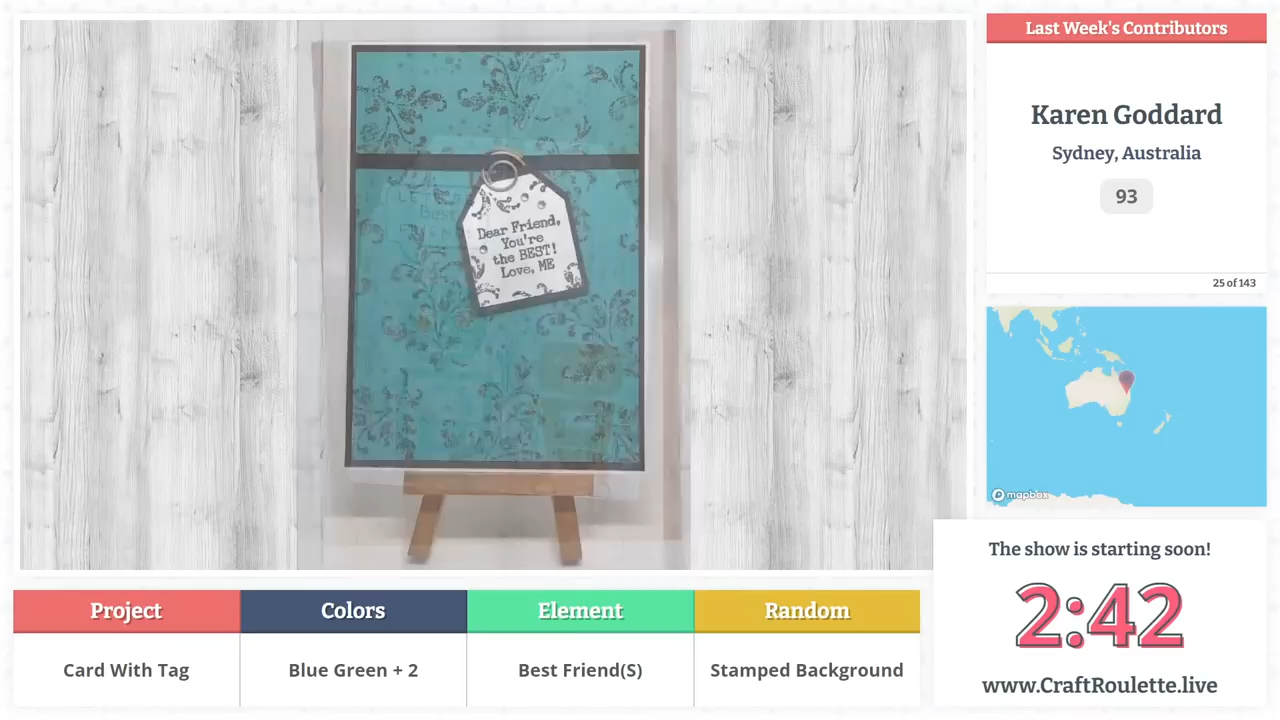 Last Week's Contributors
Karen Goddard
Sydney, Australia
93
25 of 143
mapbox
Dear Friend,
You're
the BEST!
Love, ME
Best
The show is starting soon!
2:42
www.CraftRoulette.live
Project
Colors
Element
Random
Card With Tag
Blue Green + 2
Best Friend(S)
Stamped Background